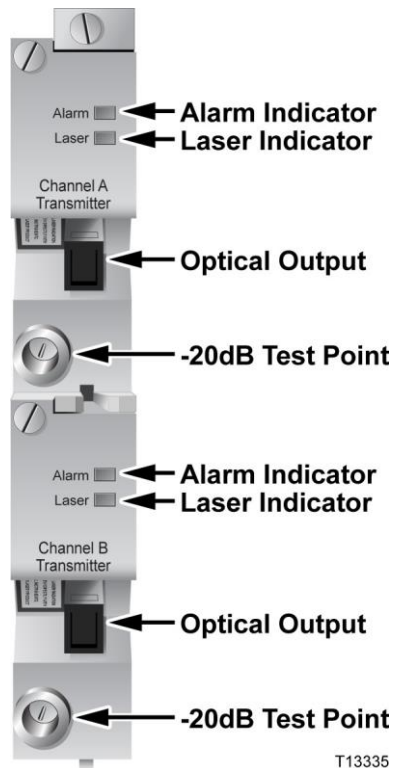 Alarm
Alarm Indicator
Laser
Laser Indicator
Channel A
Transmitter
Optical Output
-20dB Test Point
Alarm
Alarm Indicator
Laser
Laser Indicator
Channel B
Transmitter
Optical Output
-20dB Test Point
T13335